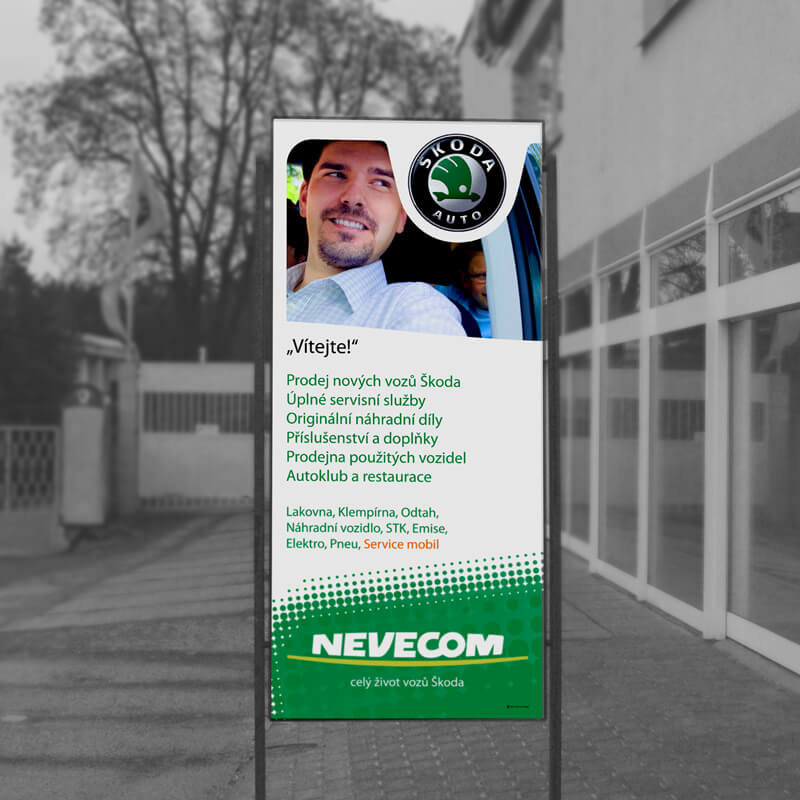 ŠKODA
AUTO
„Vítejte!“
Prodej nových vozů Škoda
Úplné servisní služby
Originální náhradní díly
Příslušenství a doplňky
Prodejna použitých vozidel
Autoklub a restaurace
Lakovna, Klempírna, Odtah,
Náhradní vozidlo, STK, Emise,
Elektro, Pneu, Service mobil
NEVECOM
celý život vozů Škoda